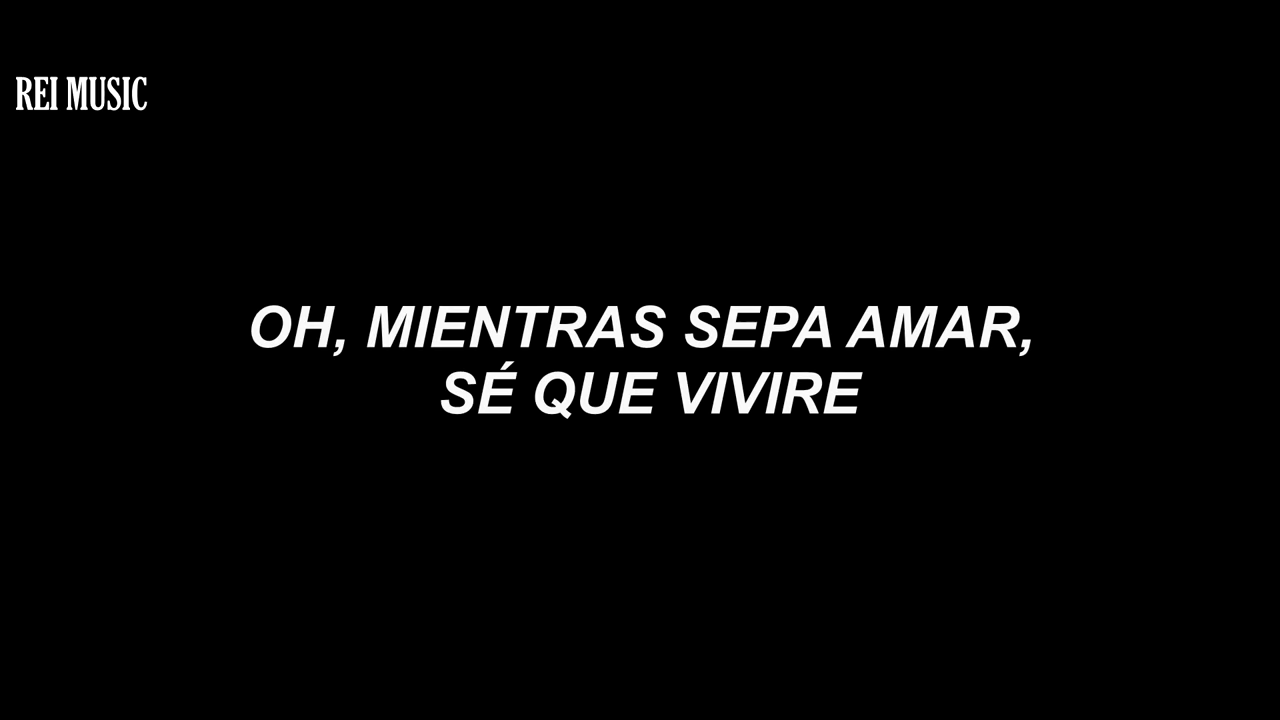 REI MUSIC
OH, MIENTRAS SEPA AMAR,
SÉ QUE VIVIRE